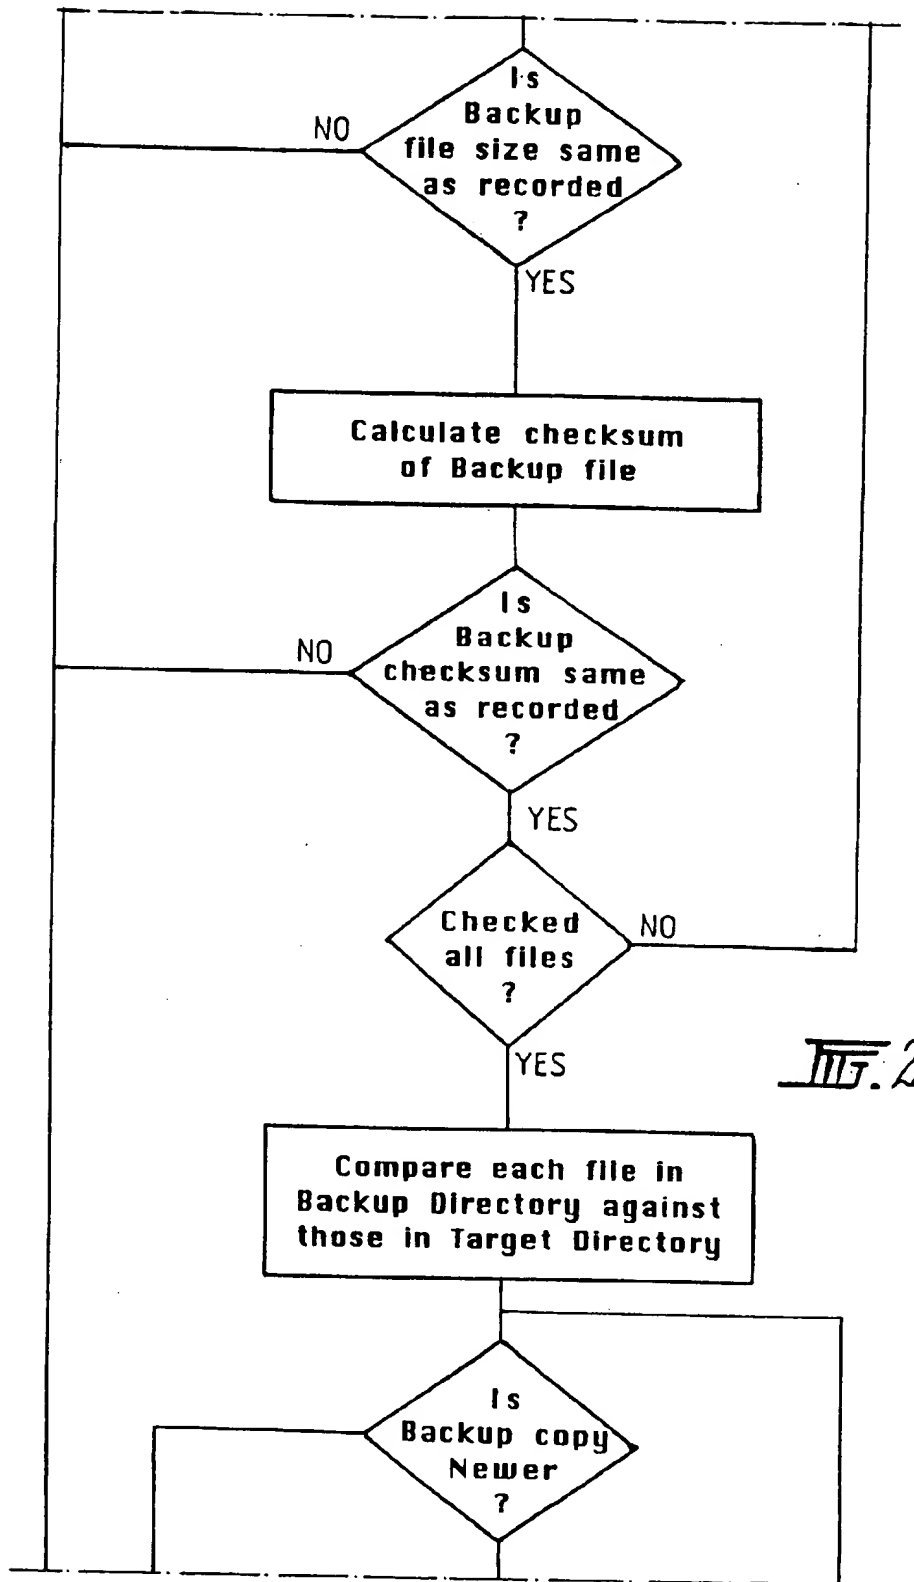 Is
Backup
file size same
as recorded
?
NO
YES
Calculate checksum
of Backup file
Is
Backup
checksum same
as recorded
?
NO
YES
Checked
all files
?
NO
YES
FIG. 2
Compare each file in
Backup Directory against
those in Target Directory
Is
Backup copy
Newer
?